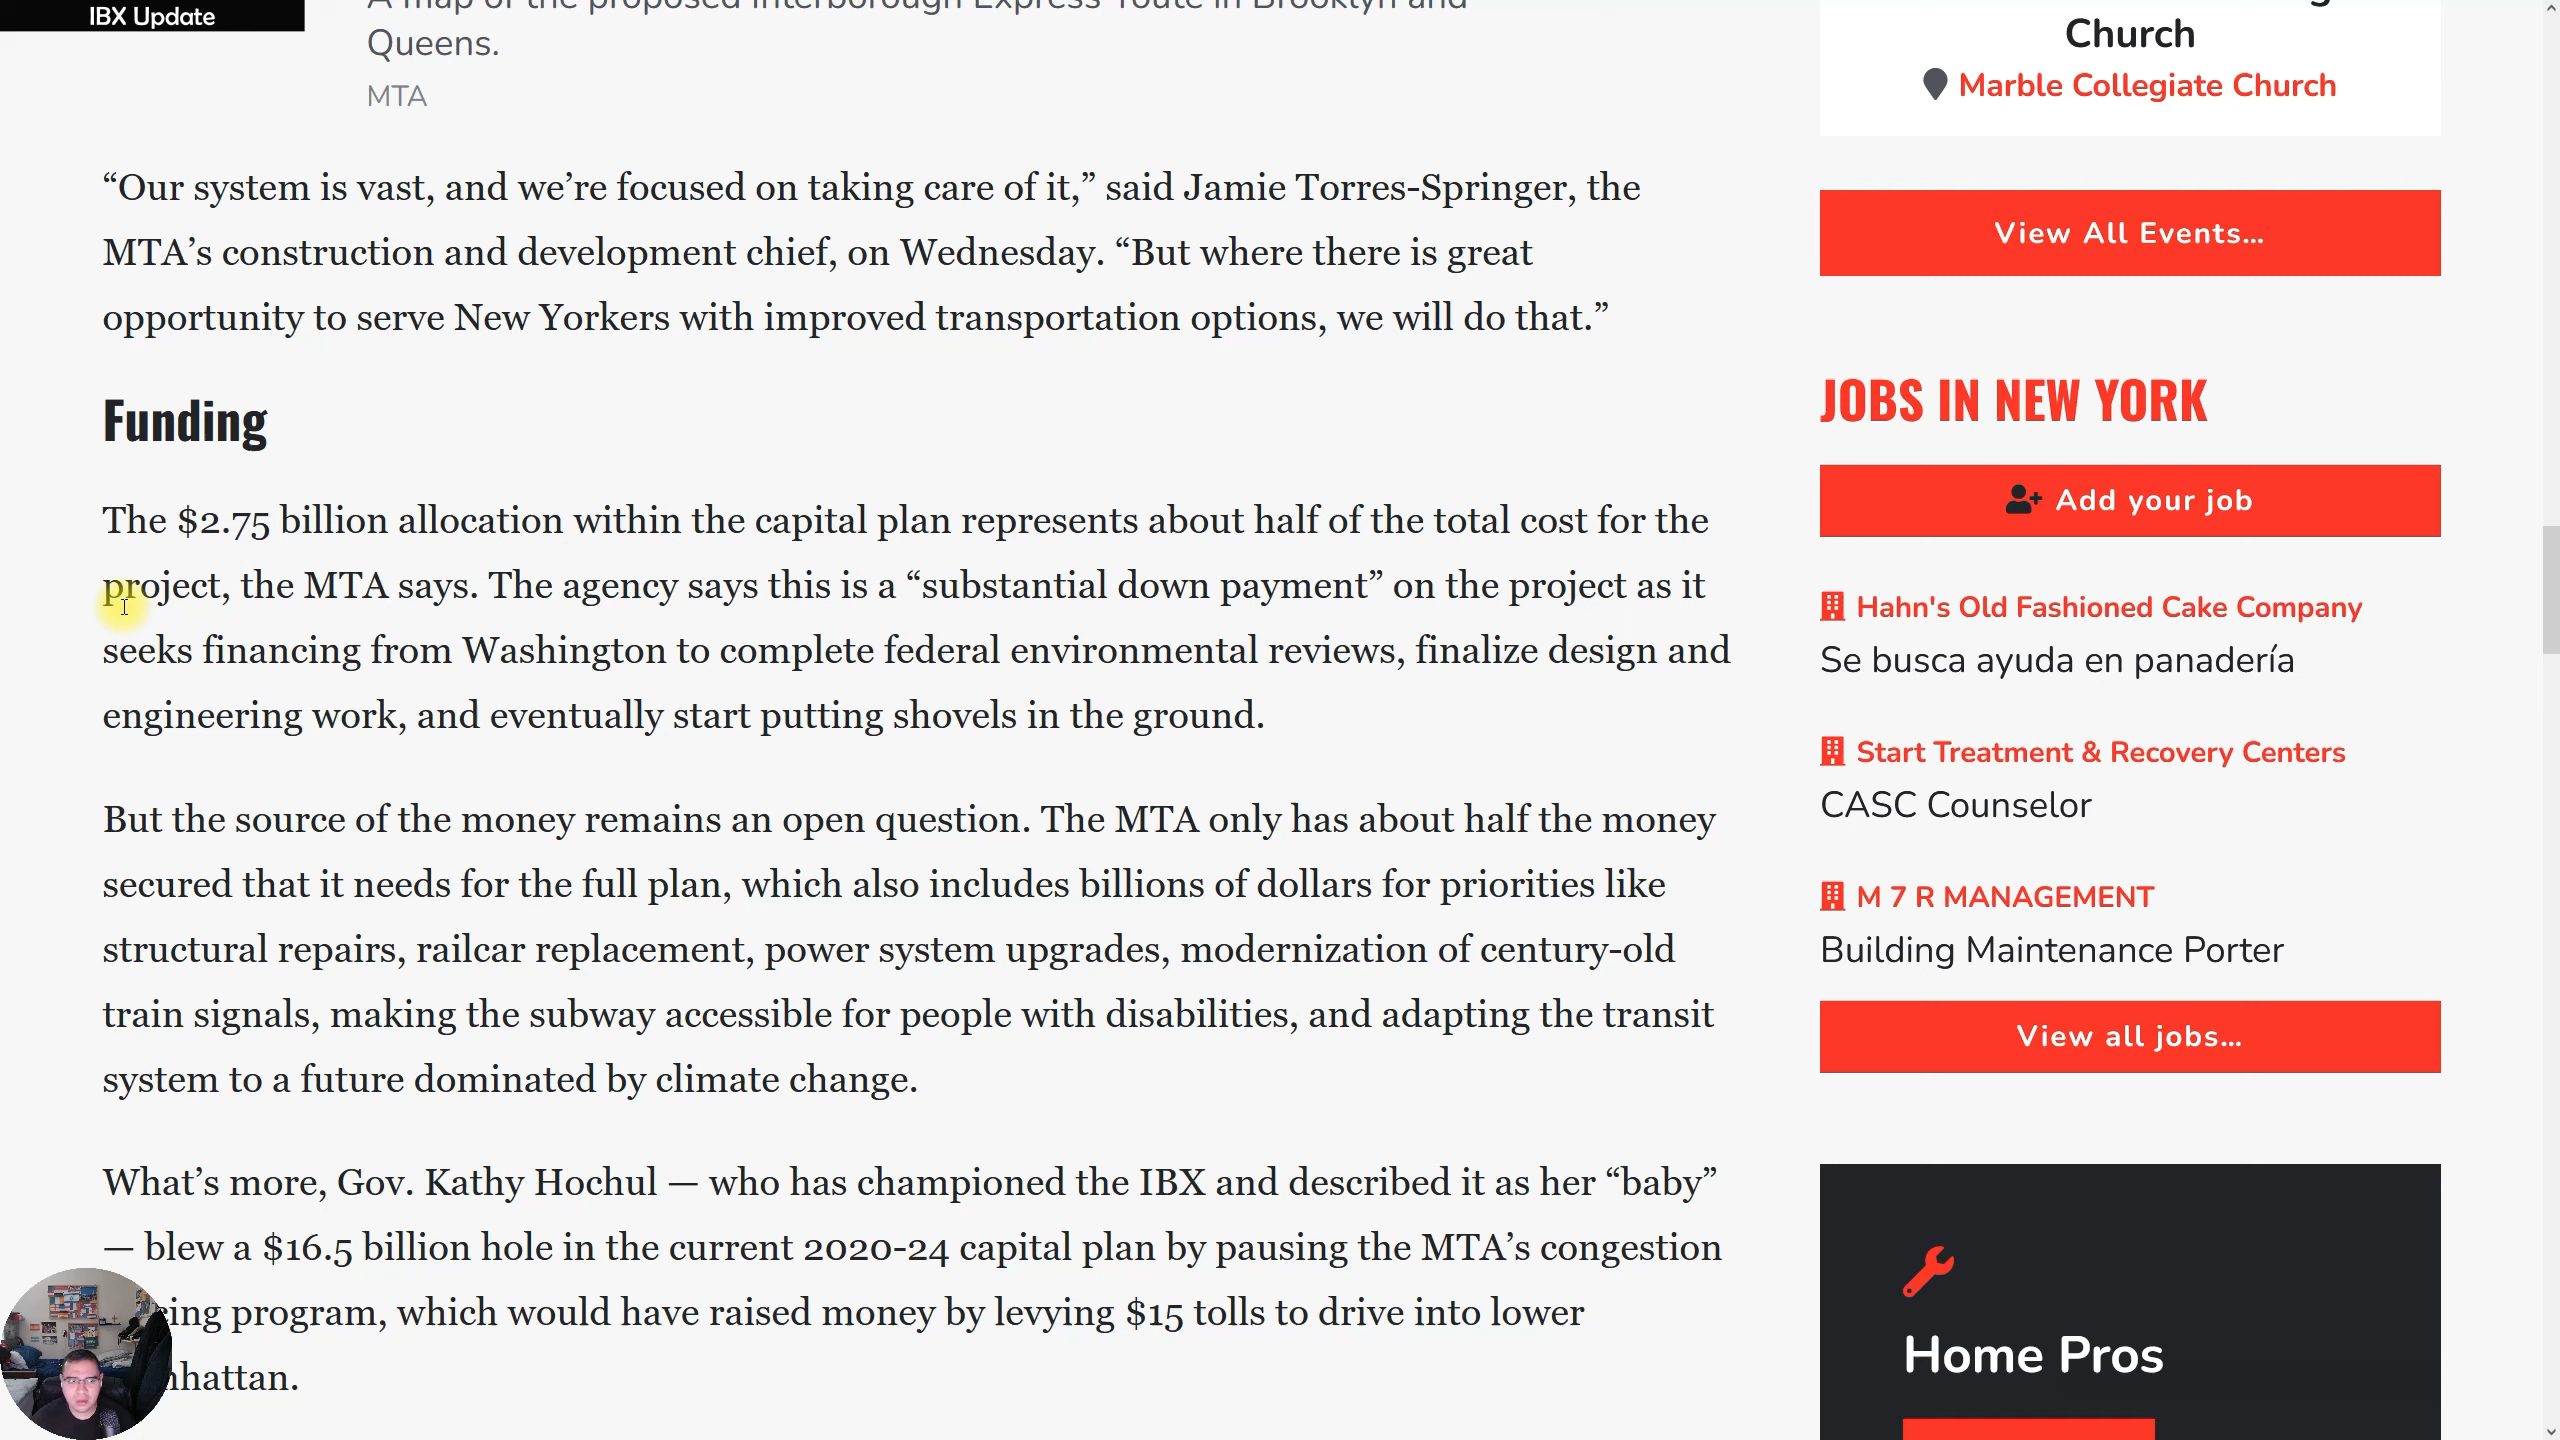 IBX Update
A map of the proposed Interborough Express Route in Brooklyn and
Queens.
MTA
“Our system is vast, and we’re focused on taking care of it,” said Jamie Torres-Springer, the
MTA’s construction and development chief, on Wednesday. “But where there is great
opportunity to serve New Yorkers with improved transportation options, we will do that.”
Funding
The $2.75 billion allocation within the capital plan represents about half of the total cost for the
project, the MTA says. The agency says this is a “substantial down payment” on the project as it
seeks financing from Washington to complete federal environmental reviews, finalize design and
engineering work, and eventually start putting shovels in the ground.
But the source of the money remains an open question. The MTA only has about half the money
secured that it needs for the full plan, which also includes billions of dollars for priorities like
structural repairs, railcar replacement, power system upgrades, modernization of century-old
train signals, making the subway accessible for people with disabilities, and adapting the transit
system to a future dominated by climate change.
What’s more, Gov. Kathy Hochul — who has championed the IBX and described it as her “baby”
— blew a $16.5 billion hole in the current 2020-24 capital plan by pausing the MTA’s congestion
cing program, which would have raised money by levying $15 tolls to drive into lower
nhattan.
Church
Marble Collegiate Church
View All Events…
JOBS IN NEW YORK
Add your job
Hahn's Old Fashioned Cake Company
Se busca ayuda en panadería
Start Treatment & Recovery Centers
CASC Counselor
M 7 R MANAGEMENT
Building Maintenance Porter
View all jobs…
Home Pros